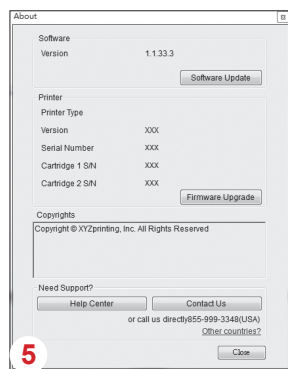 About
Software
Version 1.1.33.3
Software Update
Printer
Printer Type
Version XXX
Serial Number XXX
Cartridge 1 S/N XXX
Cartridge 2 S/N XXX
Firmware Upgrade
Copyrights
Copyright © XYZprinting, Inc. All Rights Reserved
Need Support?
Help Center Contact Us
or call us directly855-999-3348(USA)
Other countries?
Close
5